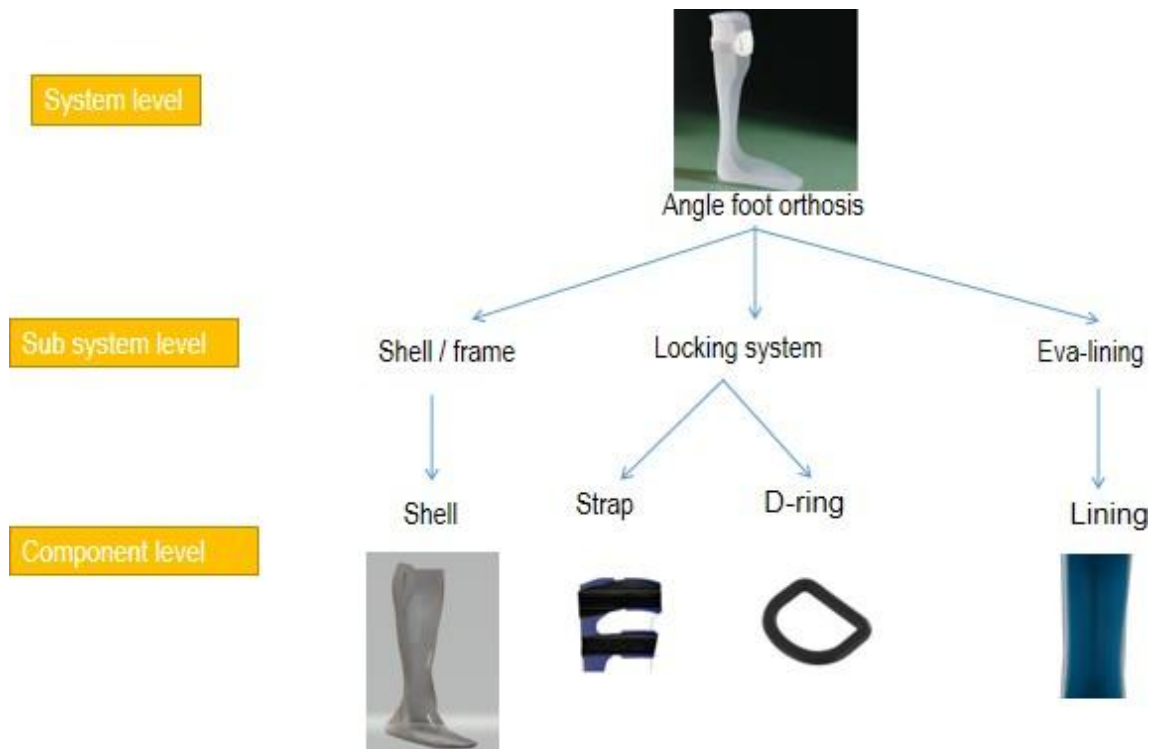 System level
Angle foot orthosis
Sub system level
Shell / frame
Locking system
Eva-lining
Shell
Strap
D-ring
Lining
Component level